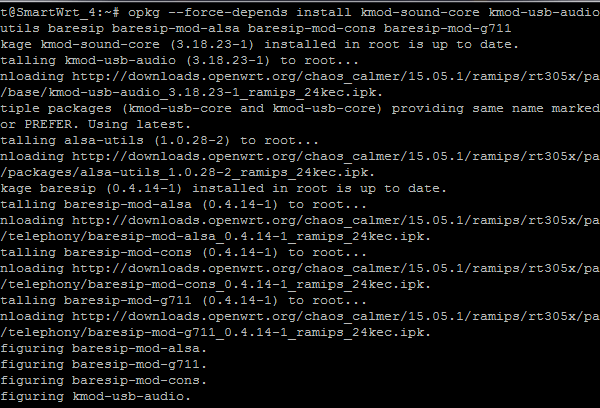 t@SmartWrt_4:~# opkg --force-depends install kmod-sound-core kmod-usb-audio
utils baresip baresip-mod-alsa baresip-mod-cons baresip-mod-g711
kage kmod-sound-core (3.18.23-1) installed in root is up to date.
talling kmod-usb-audio (3.18.23-1) to root...
nloading http://downloads.openwrt.org/chaos_calmer/15.05.1/ramips/rt305x/pa
/base/kmod-usb-audio_3.18.23-1_ramips_24kec.ipk.
tiple packages (kmod-usb-core and kmod-usb-core) providing same name marked
or PREFER. Using latest.
talling alsa-utils (1.0.28-2) to root...
nloading http://downloads.openwrt.org/chaos_calmer/15.05.1/ramips/rt305x/pa
/packages/alsa-utils_1.0.28-2_ramips_24kec.ipk.
kage baresip (0.4.14-1) installed in root is up to date.
talling baresip-mod-alsa (0.4.14-1) to root...
nloading http://downloads.openwrt.org/chaos_calmer/15.05.1/ramips/rt305x/pa
/telephony/baresip-mod-alsa_0.4.14-1_ramips_24kec.ipk.
talling baresip-mod-cons (0.4.14-1) to root...
nloading http://downloads.openwrt.org/chaos_calmer/15.05.1/ramips/rt305x/pa
/telephony/baresip-mod-cons_0.4.14-1_ramips_24kec.ipk.
talling baresip-mod-g711 (0.4.14-1) to root...
nloading http://downloads.openwrt.org/chaos_calmer/15.05.1/ramips/rt305x/pa
/telephony/baresip-mod-g711_0.4.14-1_ramips_24kec.ipk.
figuring baresip-mod-alsa.
figuring baresip-mod-g711.
figuring baresip-mod-cons.
figuring kmod-usb-audio.